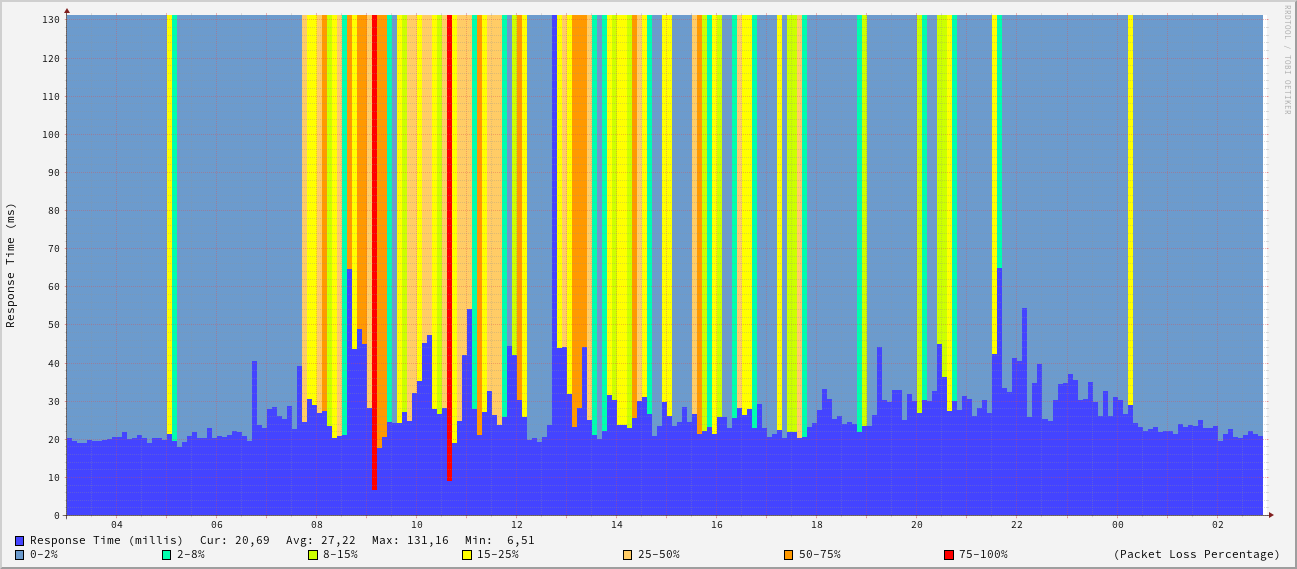 RRDTOOL / TOBI OETIKER
Response Time (ms)
130
120
110
100
90
80
70
60
50
40
30
20
10
0
04 06 08 10 12 14 16 18 20 22 00 02
Response Time (millis) Cur: 20,69 Avg: 27,22 Max: 131,16 Min: 6,51
0-2% 2-8% 8-15% 15-25% 25-50% 50-75% 75-100% (Packet Loss Percentage)